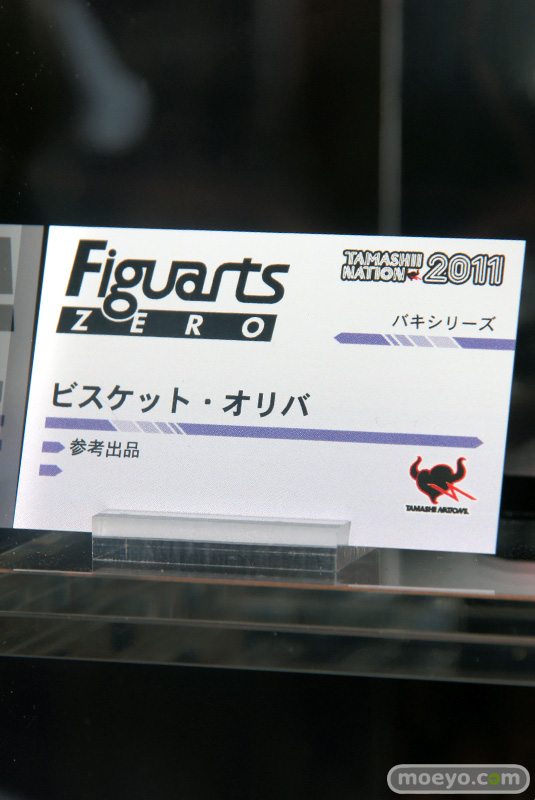 Figuarts
ZERO
TAMASHII
NATION 2011
バキシリーズ
ビスケット・オリバ
参考出品
TAMASHII NATIONS
moeyo.com